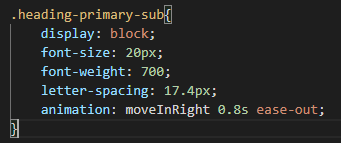 .heading-primary-sub{
    display: block;
    font-size: 20px;
    font-weight: 700;
    letter-spacing: 17.4px;
    animation: moveInRight 0.8s ease-out;
}